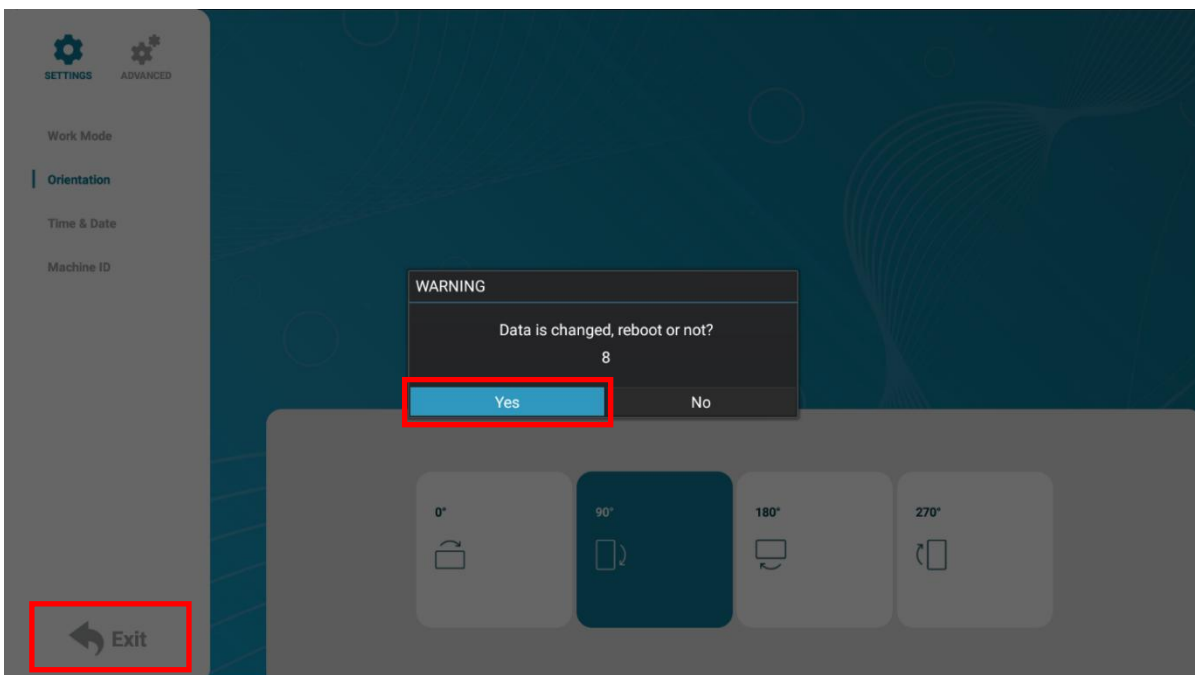 SETTINGS ADVANCED
Work Mode
Orientation
Time & Date
Machine ID
WARNING
Data is changed, reboot or not?
8
Yes No
0° 90° 180° 270°
Exit